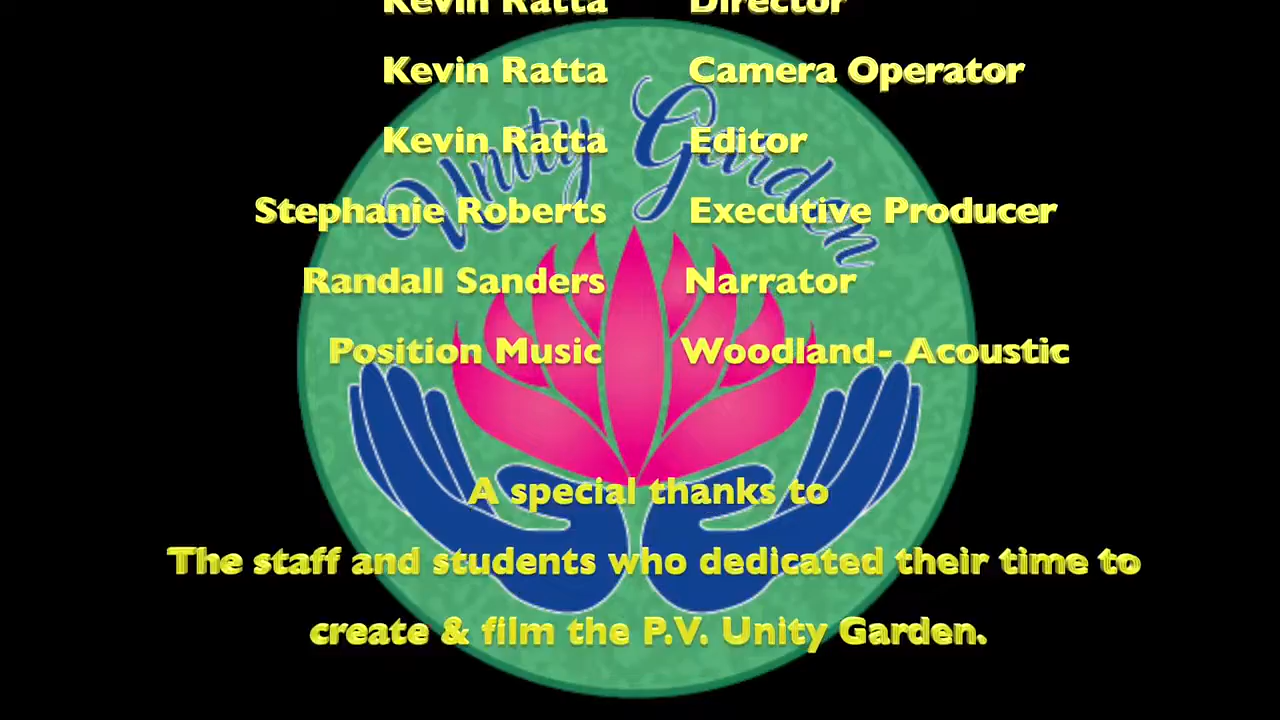 Kevin Ratta Director
Kevin Ratta Camera Operator
Kevin Ratta Editor
Stephanie Roberts Executive Producer
Randall Sanders Narrator
Position Music Woodland- Acoustic
A special thanks to
The staff and students who dedicated their time to
create & film the P.V. Unity Garden.
Unity Garden